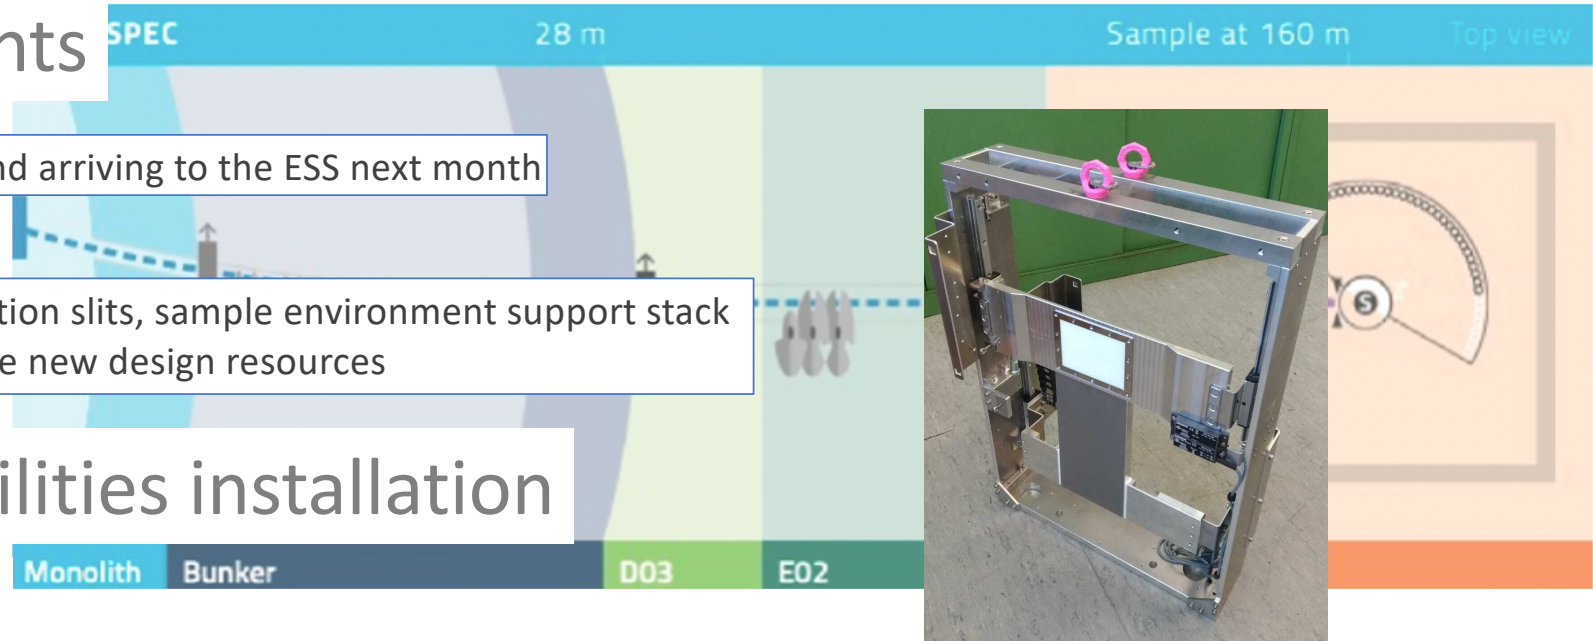 nts
SPEC
28 m
Sample at 160 m
Top view
nd arriving to the ESS next month
tion slits, sample environment support stack
e new design resources
S
ilities installation
Monolith
Bunker
D03
E02